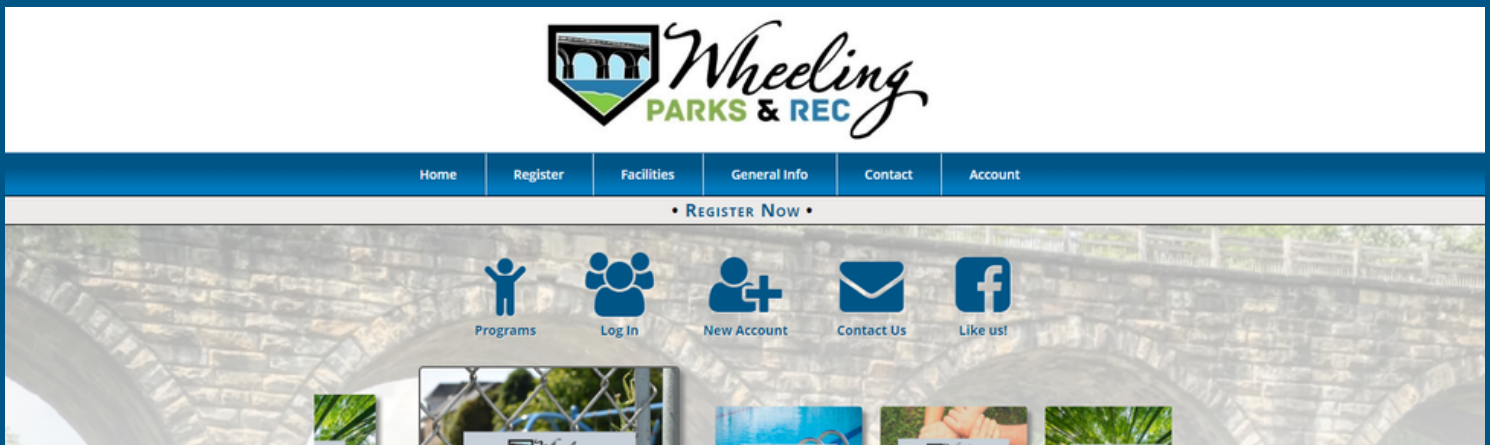 Wheeling
PARKS & REC
Home Register Facilities General Info Contact Account
• REGISTER NOW •
Programs Log In New Account Contact Us Like us!